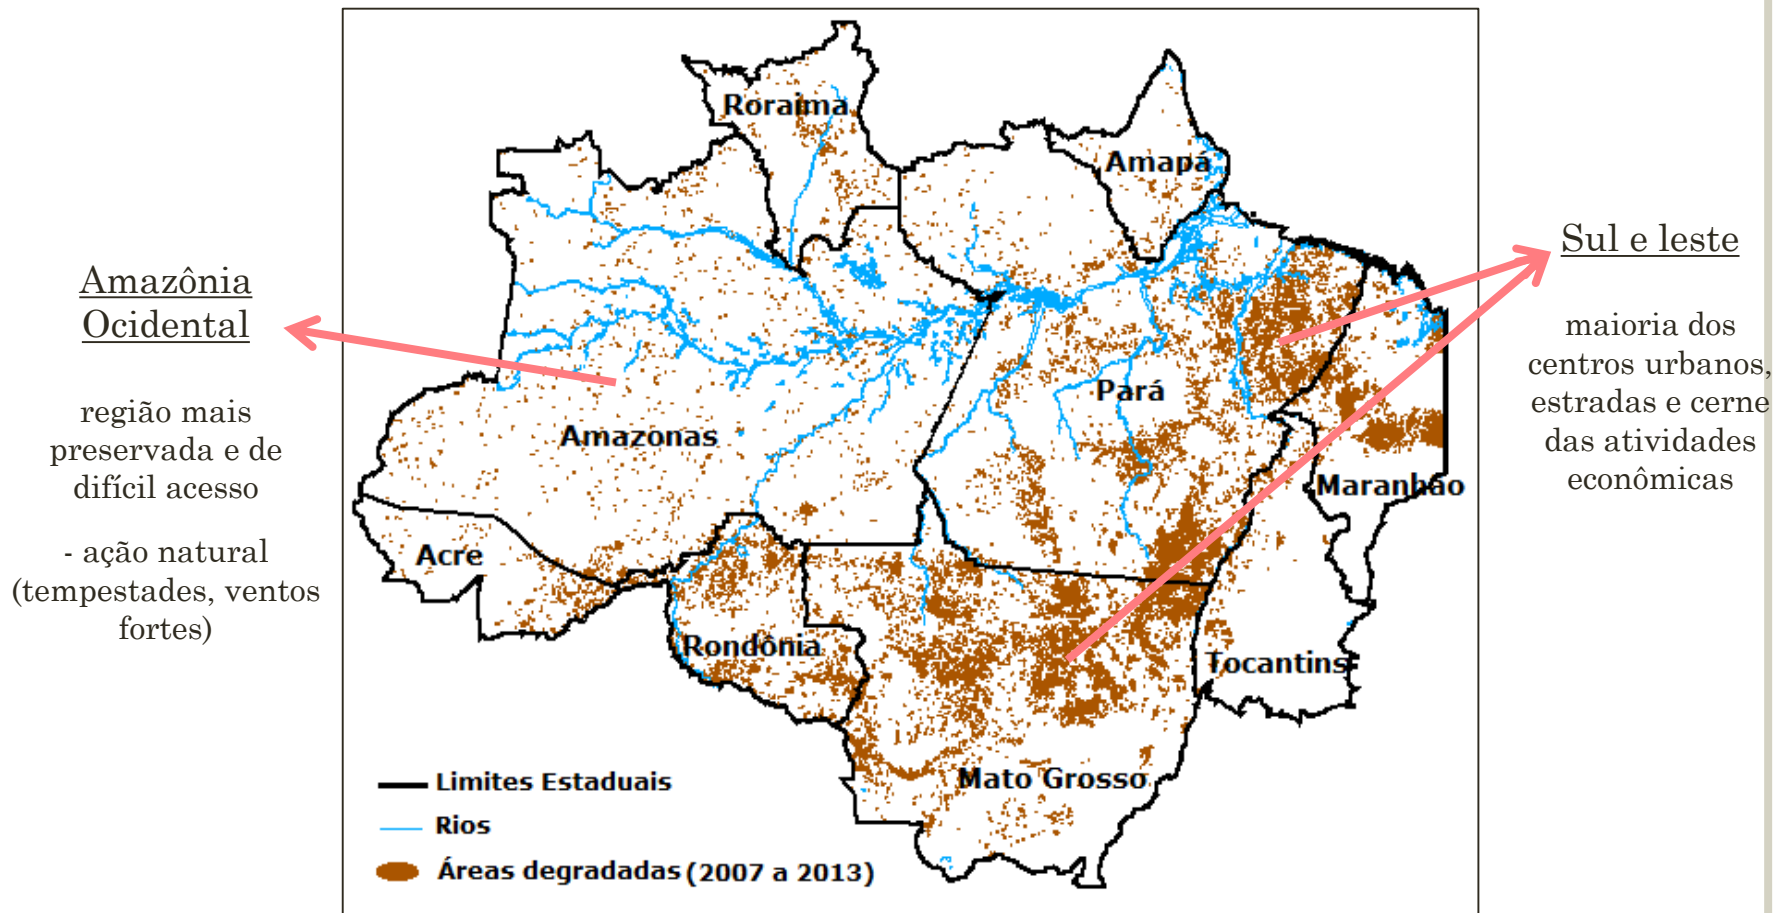 Amazônia
Ocidental
região mais
preservada e de
difícil acesso
- ação natural
(tempestades, ventos
fortes)
Roraima
Amapá
Pará
Amazonas
Maranhão
Acre
Rondônia
Tocantins
Mato Grosso
Limites Estaduais
Rios
Áreas degradadas (2007 a 2013)
Sul e leste
maioria dos
centros urbanos,
estradas e cerne
das atividades
econômicas